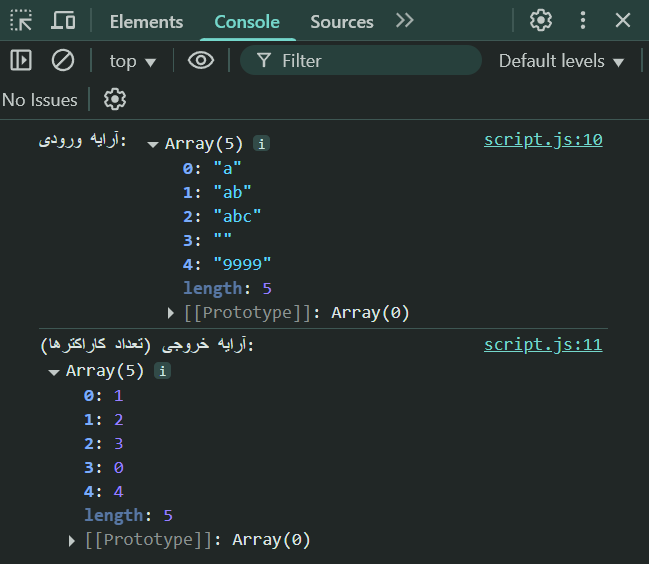 Elements Console Sources
top Filter Default levels
No Issues
آرایه ورودی: Array(5) i script.js:10
0: "a"
1: "ab"
2: "abc"
3: ""
4: "9999"
length: 5
[[Prototype]]: Array(0)
آرایه خروجی (تعداد کاراکترها): script.js:11
Array(5) i
0: 1
1: 2
2: 3
3: 0
4: 4
length: 5
[[Prototype]]: Array(0)